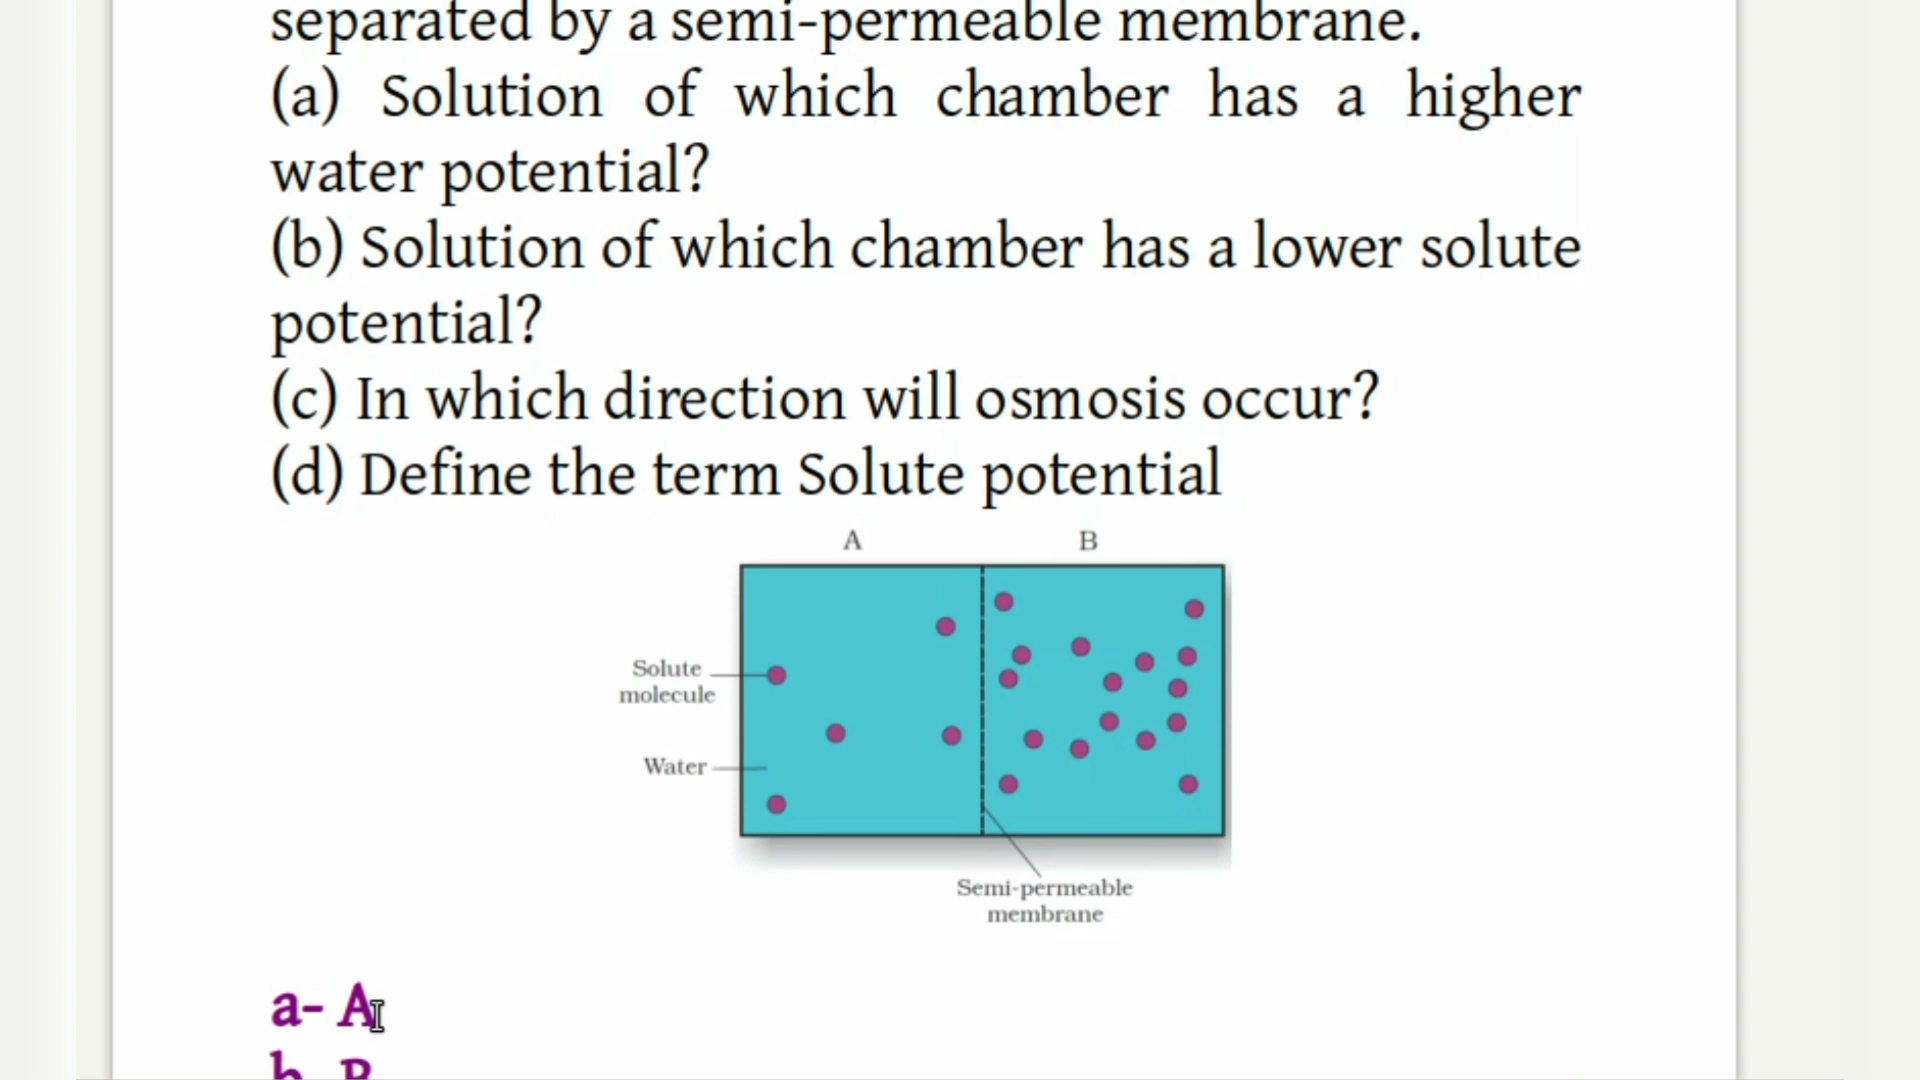 separated by a semi-permeable membrane.
(a) Solution of which chamber has a higher
water potential?
(b) Solution of which chamber has a lower solute
potential?
(c) In which direction will osmosis occur?
(d) Define the term Solute potential
A B
Solute
molecule
Water
Semi-permeable
membrane
a- A
b- B